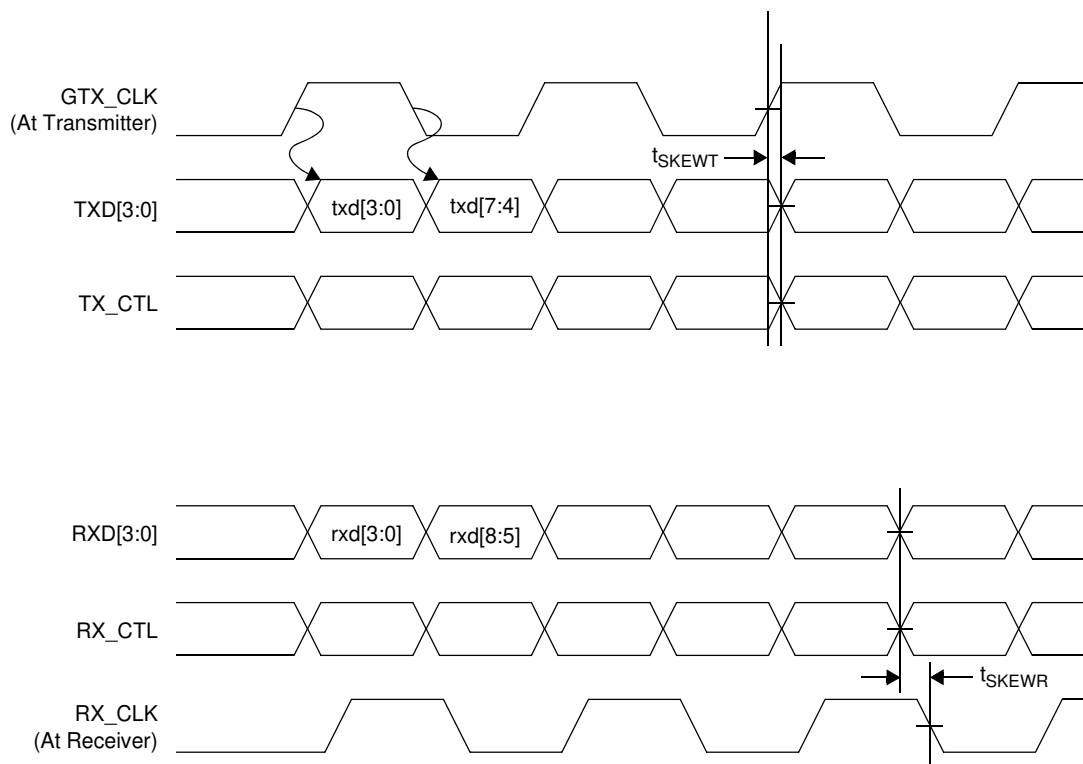 GTX_CLK
(At Transmitter)
tSKEWT
TXD[3:0]
txd[3:0]
txd[7:4]
TX_CTL
RXD[3:0]
rxd[3:0]
rxd[8:5]
RX_CTL
tSKEWR
RX_CLK
(At Receiver)